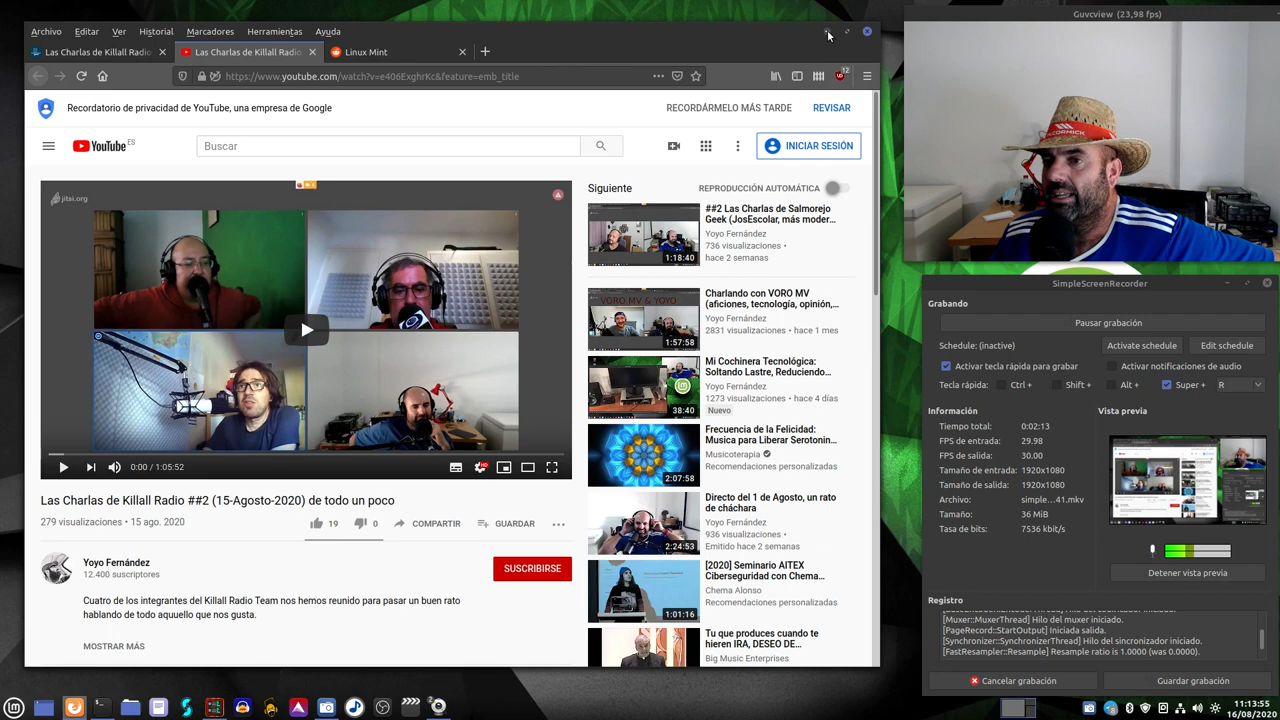 Archivo Editar Ver Historial Marcadores Herramientas Ayuda
Las Charlas de Killall Radio
Las Charlas de Killall Radio
Linux Mint
https://www.youtube.com/watch?v=e406ExghrKc&feature=emb_title
12
Recordatorio de privacidad de YouTube, una empresa de Google
RECORDÁRMELO MÁS TARDE
REVISAR
YouTube ES
Buscar
INICIAR SESIÓN
jitsi.org
0:00 / 1:05:52
Las Charlas de Killall Radio ##2 (15-Agosto-2020) de todo un poco
279 visualizaciones • 15 ago. 2020
19
0
COMPARTIR
GUARDAR
Yoyo Fernández
12.400 suscriptores
SUSCRIBIRSE
Cuatro de los integrantes del Killall Radio Team nos hemos reunido para pasar un buen rato
hablando de todo aquello que nos gusta.
MOSTRAR MÁS
Siguiente
REPRODUCCIÓN AUTOMÁTICA
##2 Las Charlas de Salmorejo
Geek (JosEscolar, más moder...
Yoyo Fernández
736 visualizaciones •
hace 2 semanas
1:18:40
VORO MV & YOYO
Charlando con VORO MV
(aficiones, tecnología, opinión,...
Yoyo Fernández
2831 visualizaciones • hace 1 mes
1:57:58
Mi Cochinera Tecnológica:
Soltando Lastre, Reduciendo...
Yoyo Fernández
1273 visualizaciones • hace 4 días
Nuevo
38:40
Frecuencia de la Felicidad:
Musica para Liberar Serotonin...
Musicoterapia
Recomendaciones personalizadas
2:07:58
Directo del 1 de Agosto, un rato
de cháchara
Yoyo Fernández
936 visualizaciones •
Emitido hace 2 semanas
2:24:53
[2020] Seminario AITEX
Ciberseguridad con Chema...
Chema Alonso
Recomendaciones personalizadas
1:01:16
Tu que produces cuando te
hieren IRA, DESEO DE...
Big Music Enterprises
Guvcview (23,98 fps)
McCORMICK
SimpleScreenRecorder
Grabando
Pausar grabación
Schedule: (inactive)
Activate schedule
Edit schedule
Activar tecla rápida para grabar
Activar notificaciones de audio
Tecla rápida:
Ctrl +
Shift +
Alt +
Super +
R
Información
Vista previa
Tiempo total: 0:02:13
FPS de entrada: 29.98
FPS de salida: 30.00
Tamaño de entrada: 1920x1080
Tamaño de salida: 1920x1080
Archivo: simple...41.mkv
Tamaño: 36 MiB
Tasa de bits: 7536 kbit/s
Detener vista previa
Registro
[Muxer::MuxerThread] Hilo del muxer iniciado.
[PageRecord::StartOutput] Iniciada salida.
[Synchronizer::SynchronizerThread] Hilo del sincronizador iniciado.
[FastResampler::Resample] Resample ratio is 1.0000 (was 0.0000).
Cancelar grabación
Guardar grabación
11:13:55
16/08/2020